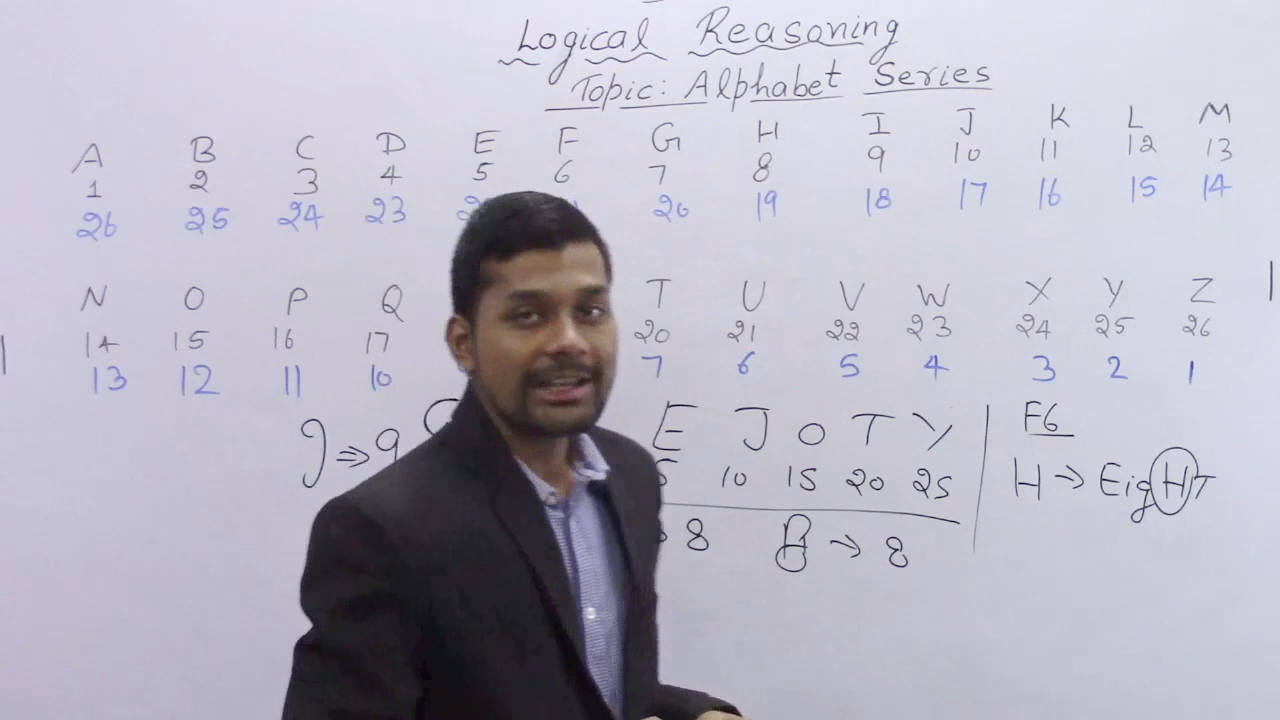 Logical Reasoning
Topic: Alphabet Series
A B C D E F G H I J K L M
1 2 3 4 5 6 7 8 9 10 11 12 13
26 25 24 23 20 19 18 17 16 15 14
N O P Q T U V W X Y Z
14 15 16 17 20 21 22 23 24 25 26
13 12 11 10 7 6 5 4 3 2 1
E J O T Y
5 10 15 20 25
8 B → 8
F6
H → EigHT